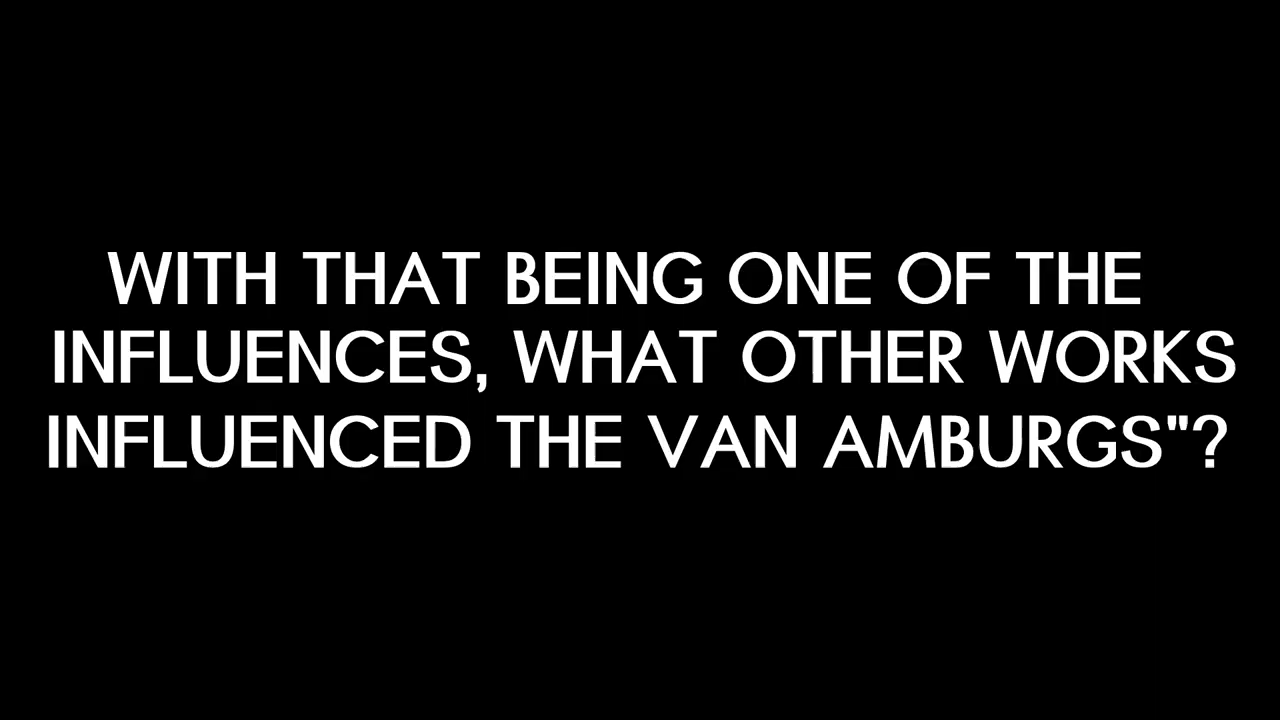 WITH THAT BEING ONE OF THE
INFLUENCES, WHAT OTHER WORKS
INFLUENCED THE VAN AMBURGS"?